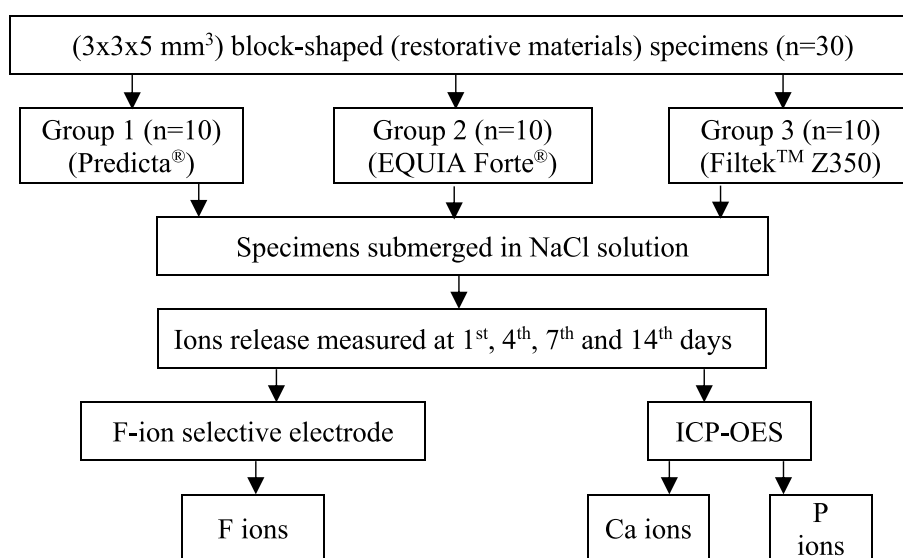 (3x3x5 mm³) block-shaped (restorative materials) specimens (n=30)
Group 1 (n=10)
(Predicta®)
Group 2 (n=10)
(EQUIA Forte®)
Group 3 (n=10)
(Filtek™ Z350)
Specimens submerged in NaCl solution
Ions release measured at 1ˢᵗ, 4ᵗʰ, 7ᵗʰ and 14ᵗʰ days
F-ion selective electrode
ICP-OES
F ions
Ca ions
P
ions